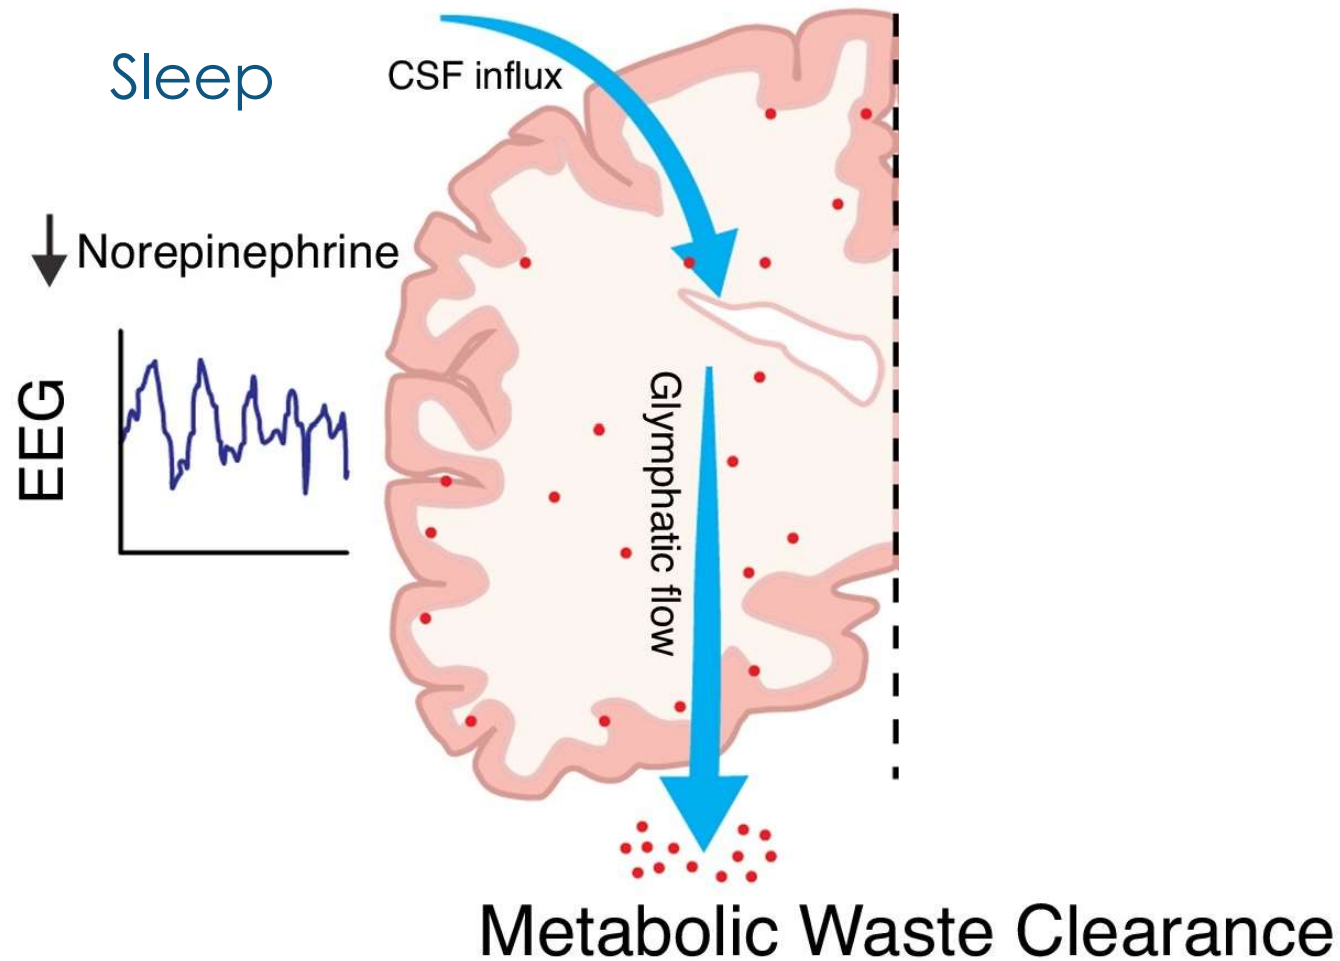 Sleep
CSF influx
Norepinephrine
EEG
Glymphatic flow
Metabolic Waste Clearance